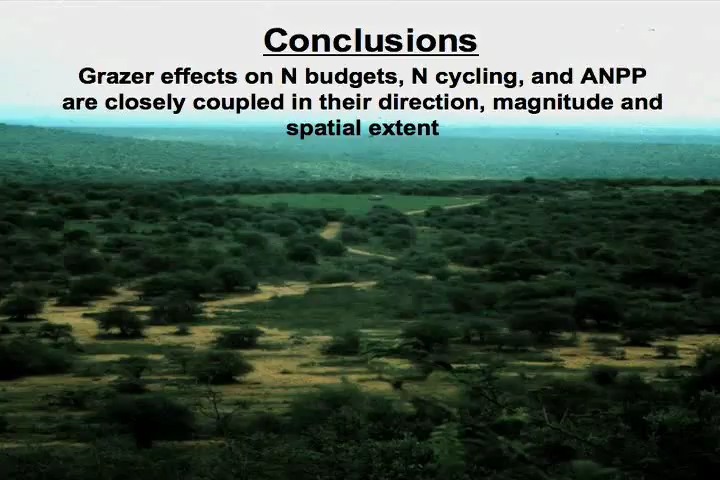 Conclusions
Grazer effects on N budgets, N cycling, and ANPP
are closely coupled in their direction, magnitude and
spatial extent